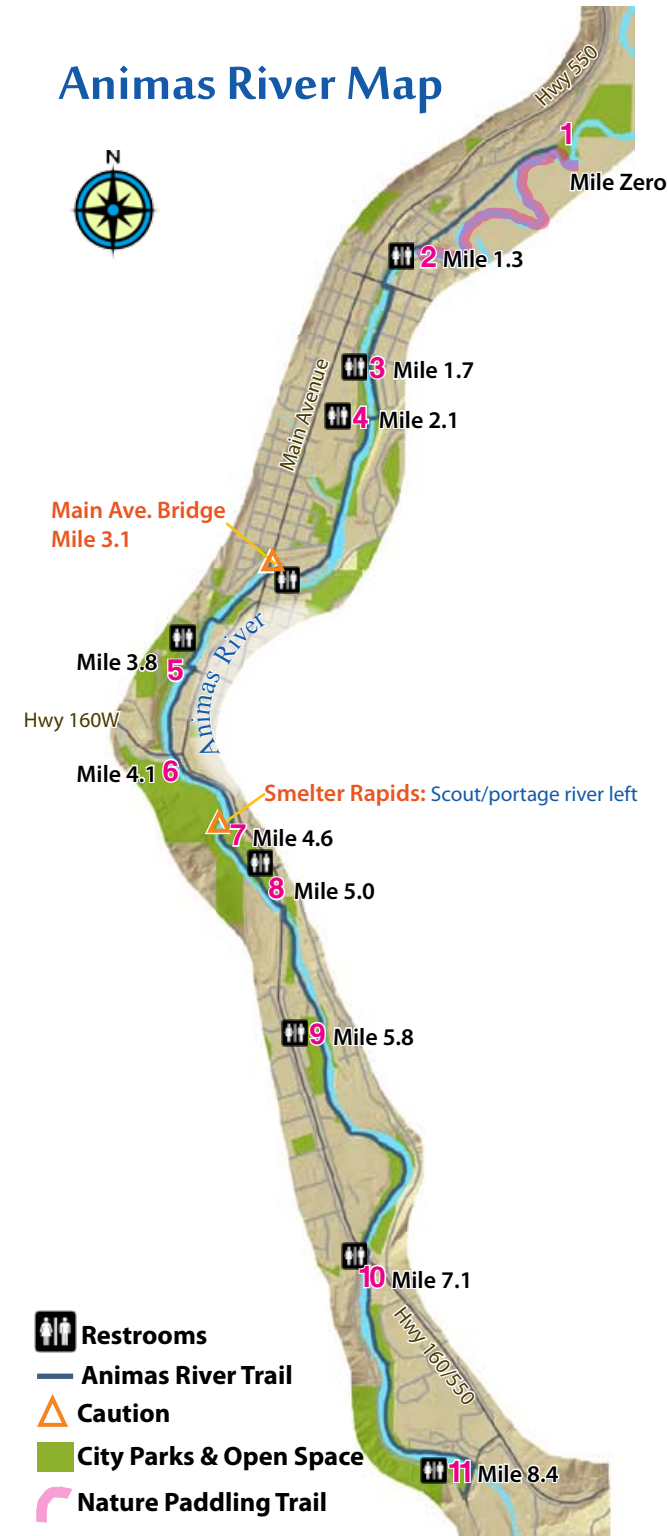 Animas River Map
Hwy 550
N
1
Mile Zero
2 Mile 1.3
3 Mile 1.7
Main Avenue
4 Mile 2.1
Main Ave. Bridge
Mile 3.1
Animas River
Mile 3.8
5
Hwy 160W
Mile 4.1 6
Smelter Rapids: Scout/portage river left
7 Mile 4.6
8 Mile 5.0
9 Mile 5.8
10 Mile 7.1
Hwy 160/550
11 Mile 8.4
Restrooms
Animas River Trail
Caution
City Parks & Open Space
Nature Paddling Trail